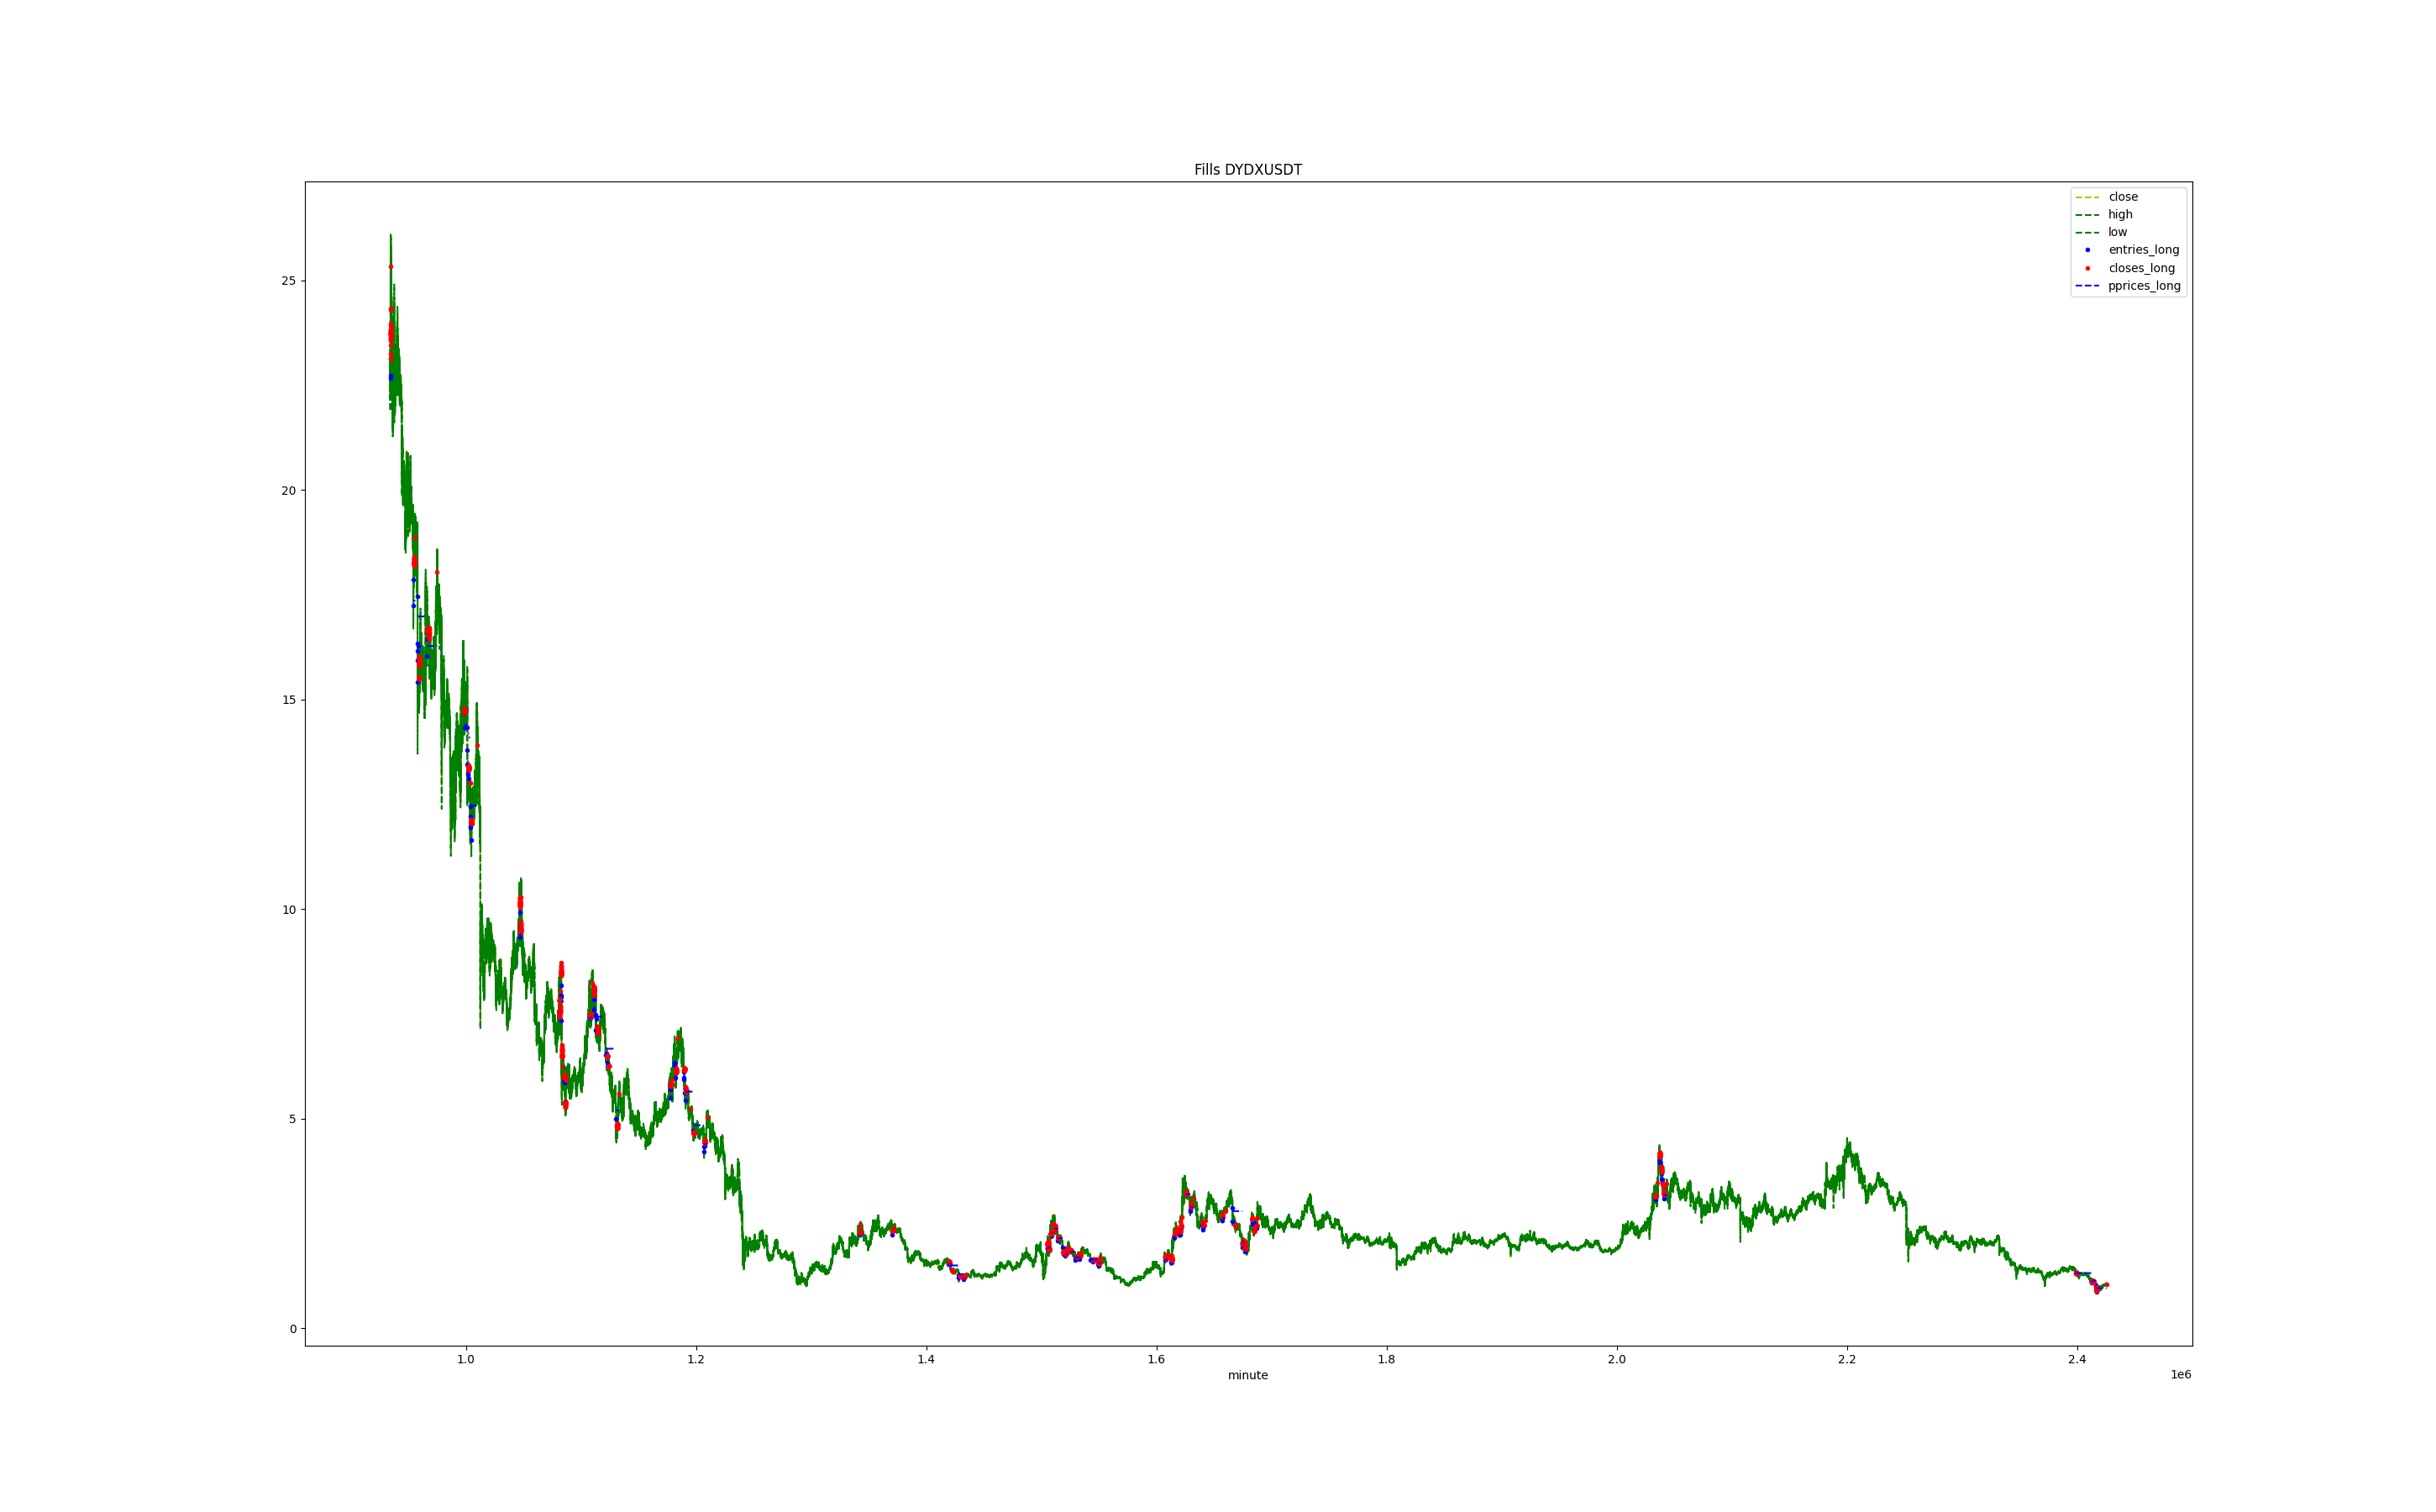 Fills DYDXUSDT
close
high
low
entries_long
closes_long
pprices_long
25
20
15
10
5
0
1.0 1.2 1.4 1.6 1.8 2.0 2.2 2.4
minute
1e6